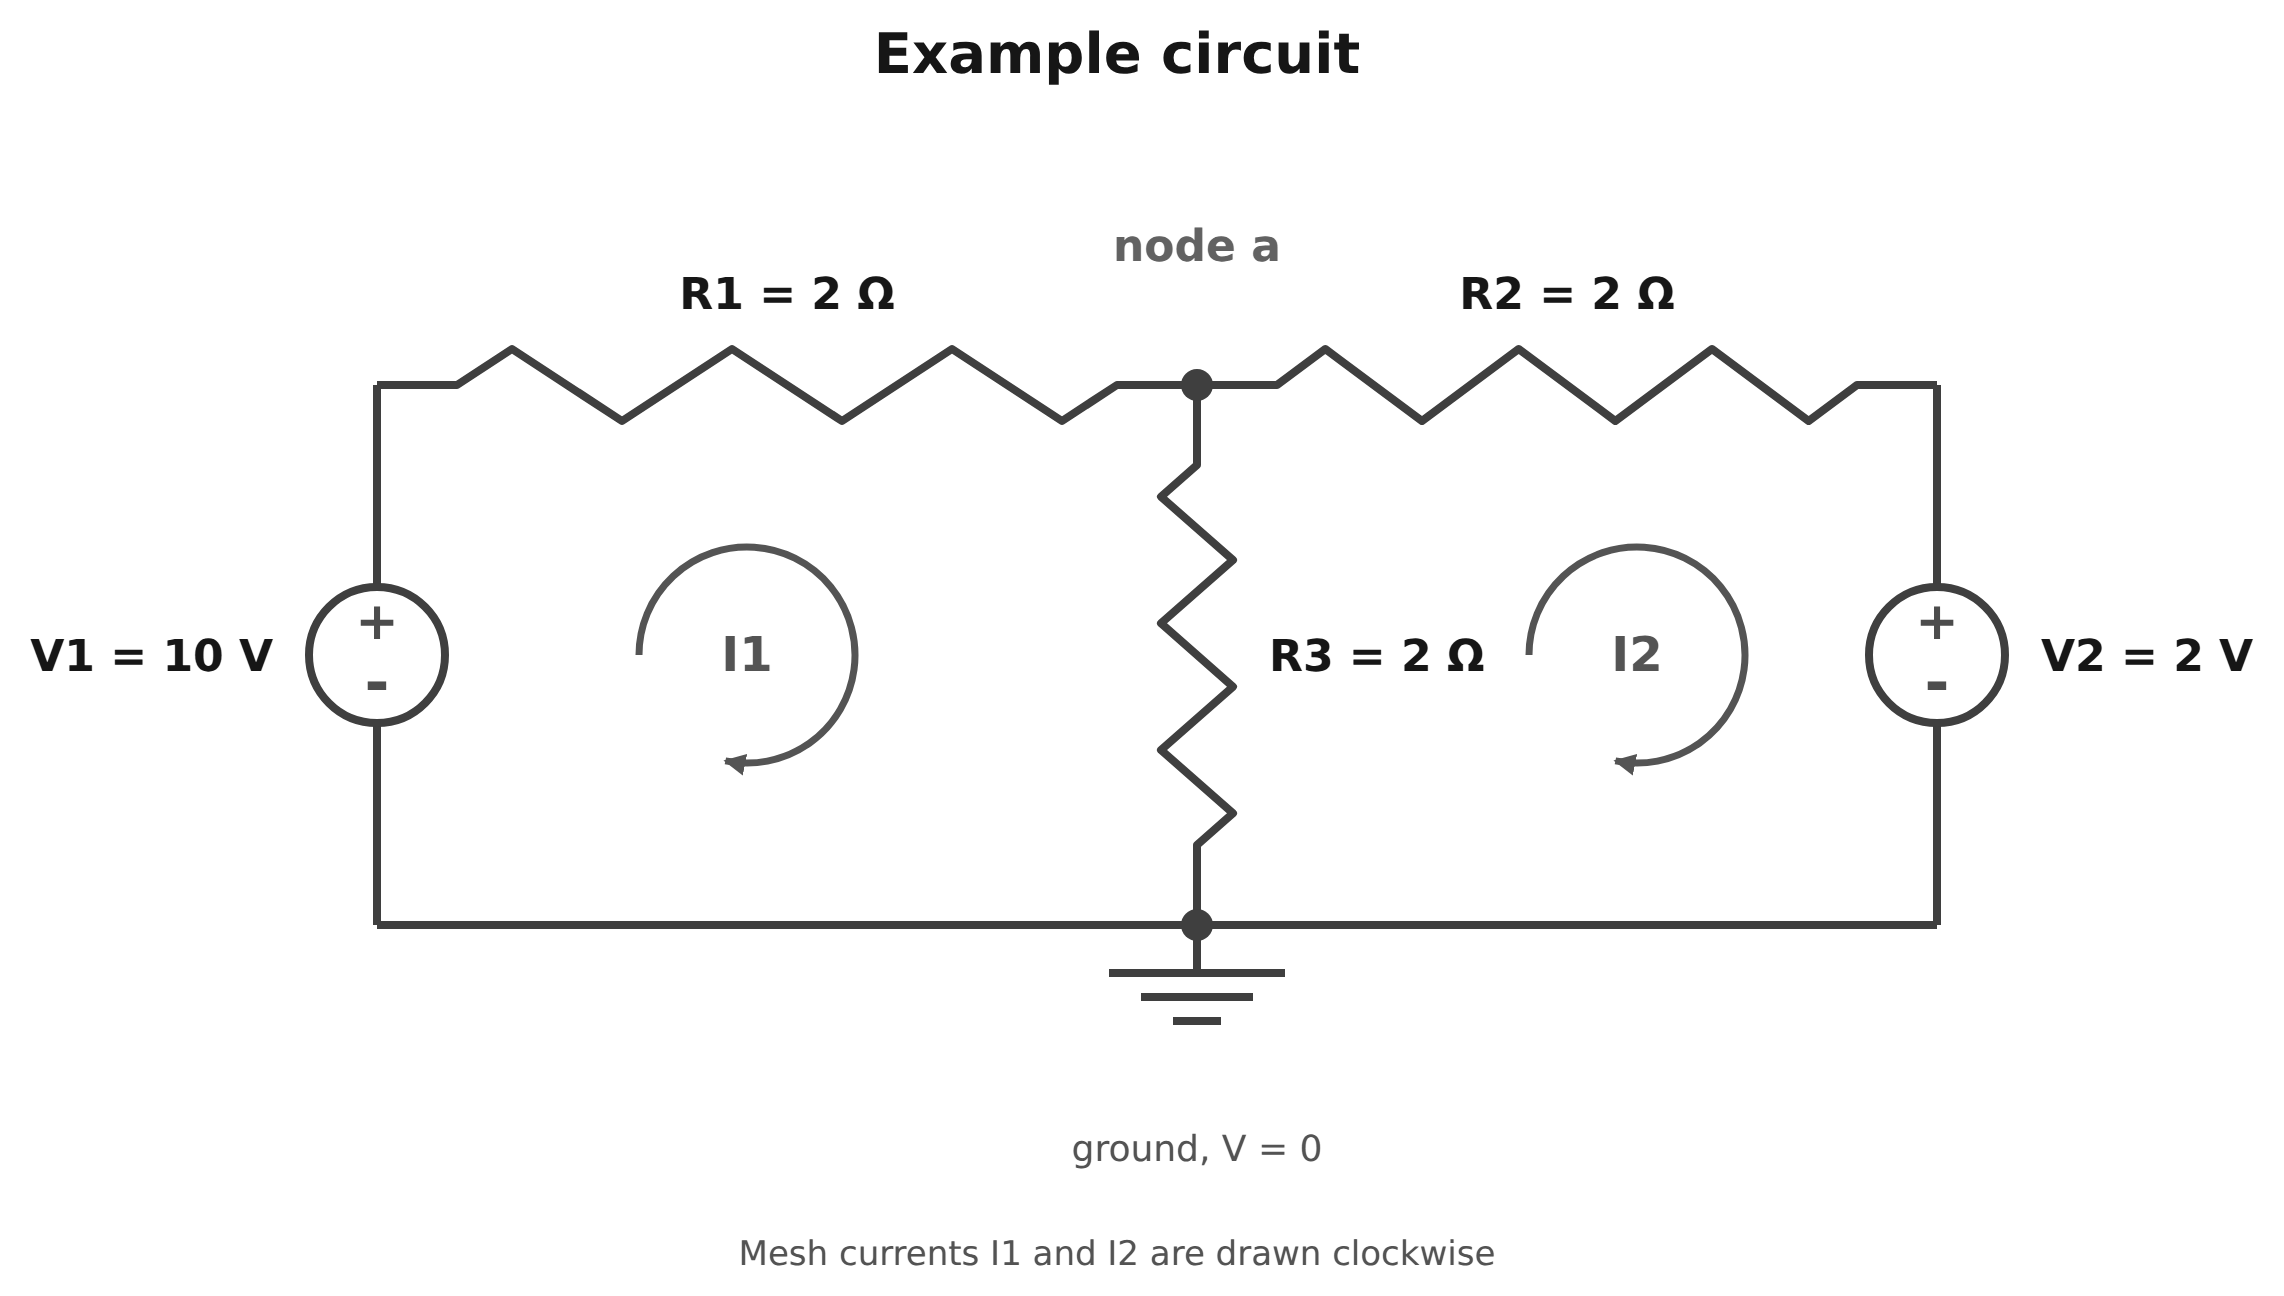 Example circuit
node a
R1 = 2 Ω
R2 = 2 Ω
+
+
V1 = 10 V
I1
R3 = 2 Ω
I2
V2 = 2 V
-
-
ground, V = 0
Mesh currents I1 and I2 are drawn clockwise